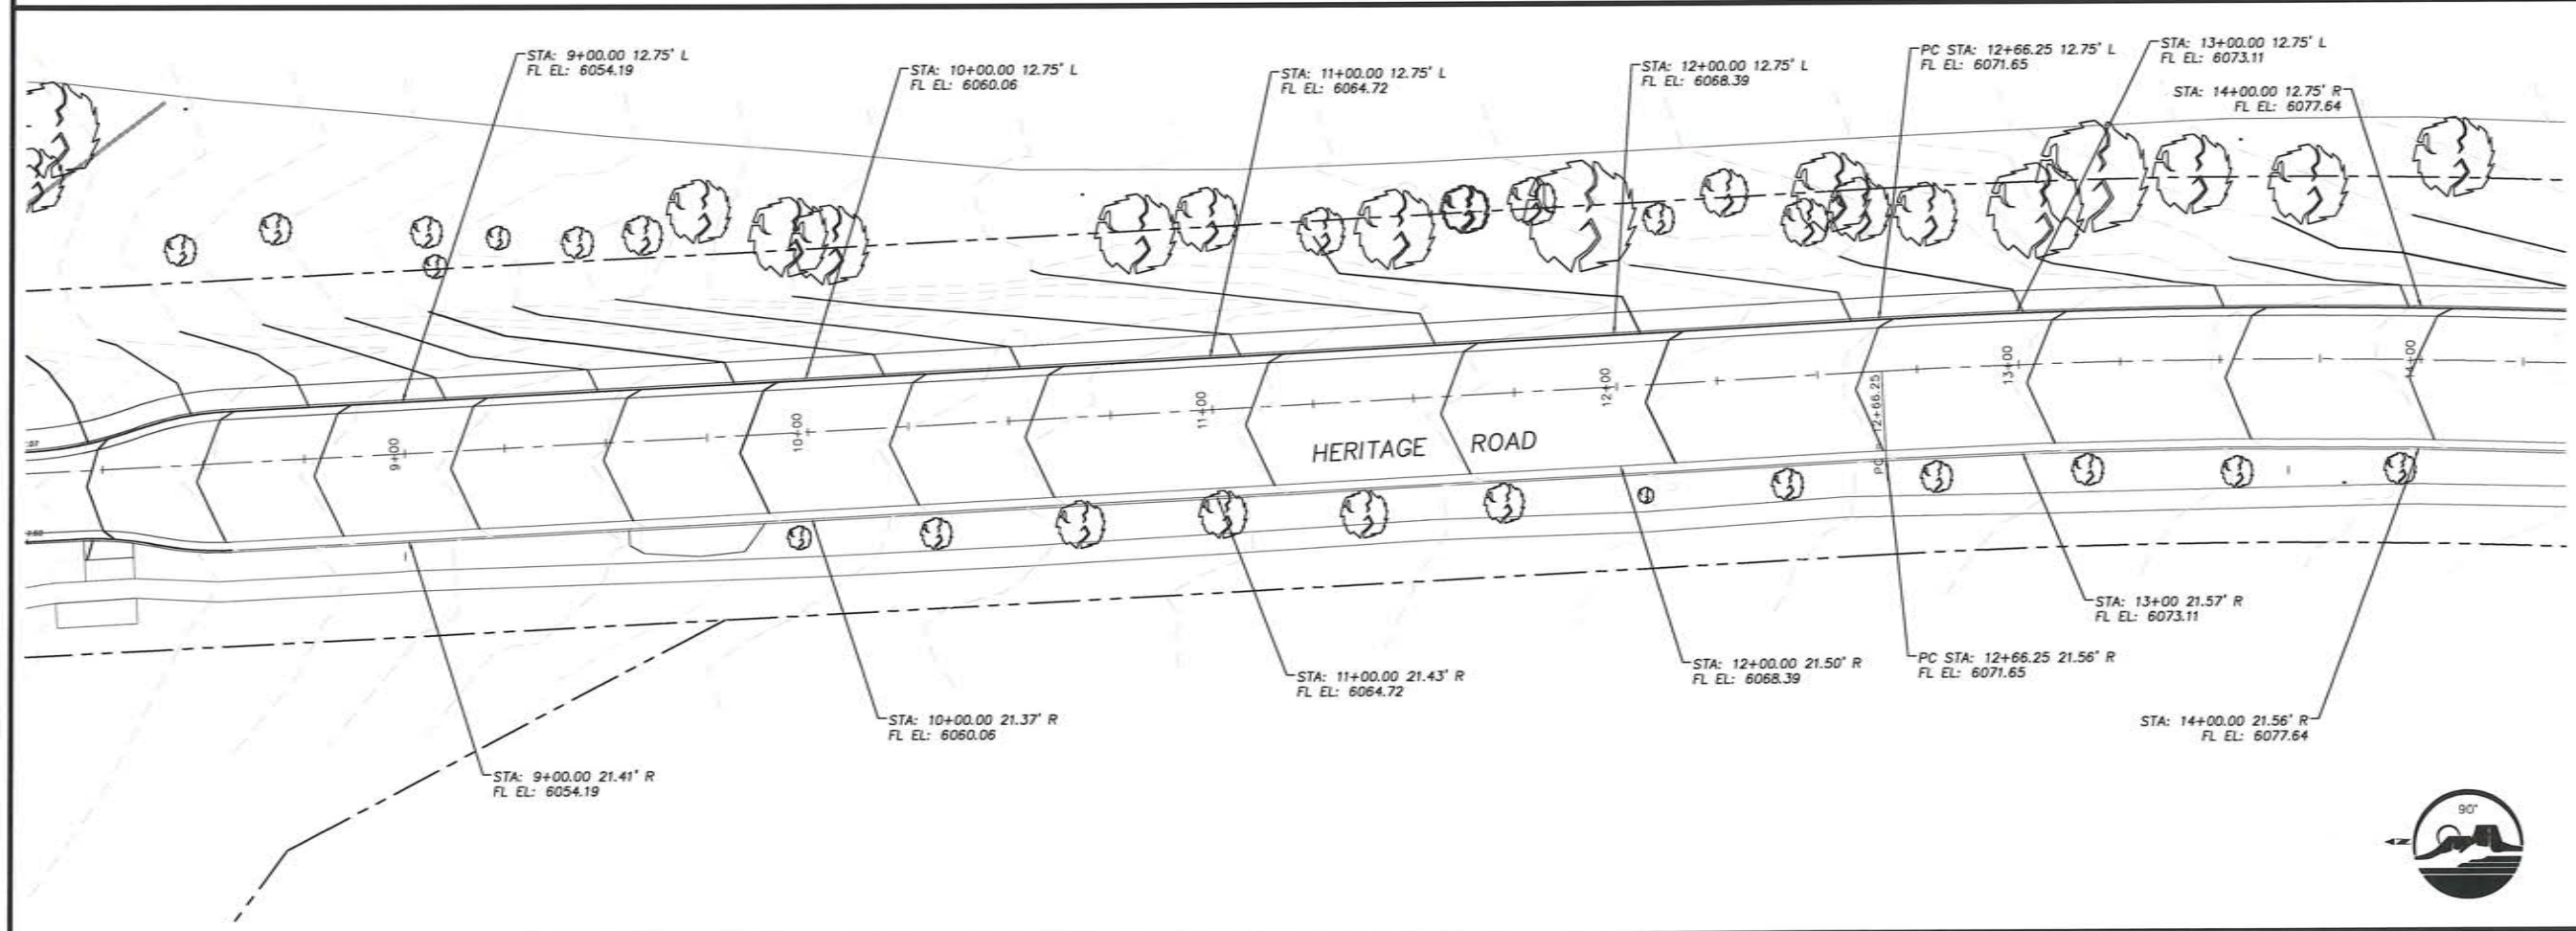 STA: 9+00.00 12.75' L
FL EL: 6054.19
STA: 10+00.00 12.75' L
FL EL: 6060.06
STA: 11+00.00 12.75' L
FL EL: 6064.72
STA: 12+00.00 12.75' L
FL EL: 6068.39
PC STA: 12+66.25 12.75' L
FL EL: 6071.65
STA: 13+00.00 12.75' L
FL EL: 6073.11
STA: 14+00.00 12.75' R
FL EL: 6077.64
9+00
10+00
11+00
12+00
12+66.25
13+00
14+00
HERITAGE ROAD
STA: 9+00.00 21.41' R
FL EL: 6054.19
STA: 10+00.00 21.37' R
FL EL: 6060.06
STA: 11+00.00 21.43' R
FL EL: 6064.72
STA: 12+00.00 21.50' R
FL EL: 6068.39
PC STA: 12+66.25 21.56' R
FL EL: 6071.65
STA: 13+00 21.57' R
FL EL: 6073.11
STA: 14+00.00 21.56' R
FL EL: 6077.64
90°
N